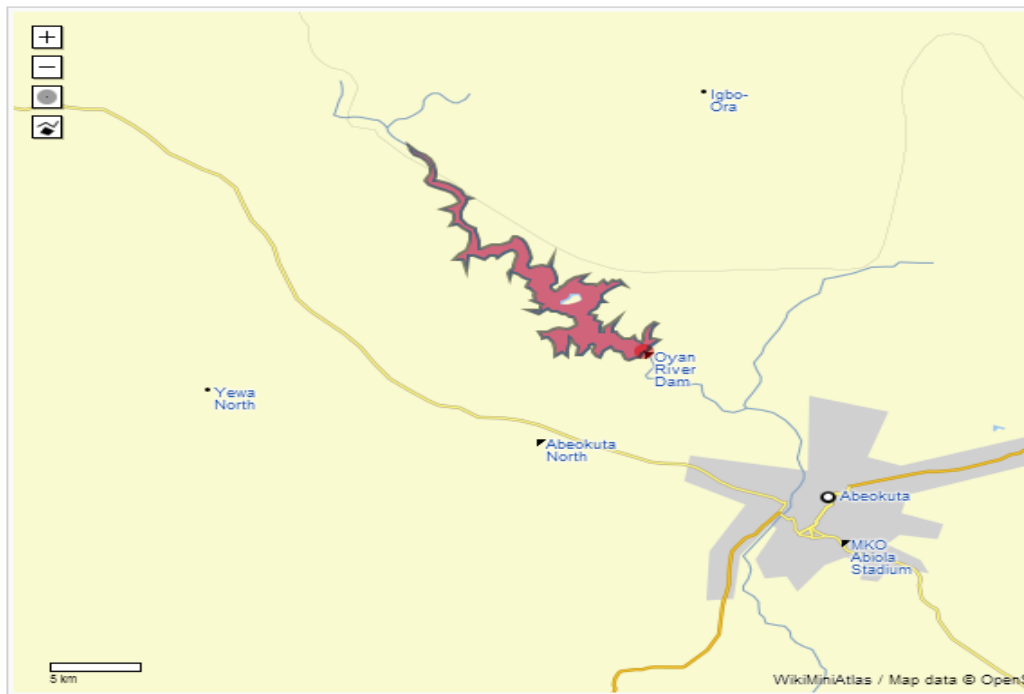 +
−
Igbo-
Ora
Oyan
River
Dam
Yewa
North
Abeokuta
North
Abeokuta
MKO
Abiola
Stadium
5 km
WikiMiniAtlas / Map data © OpenS